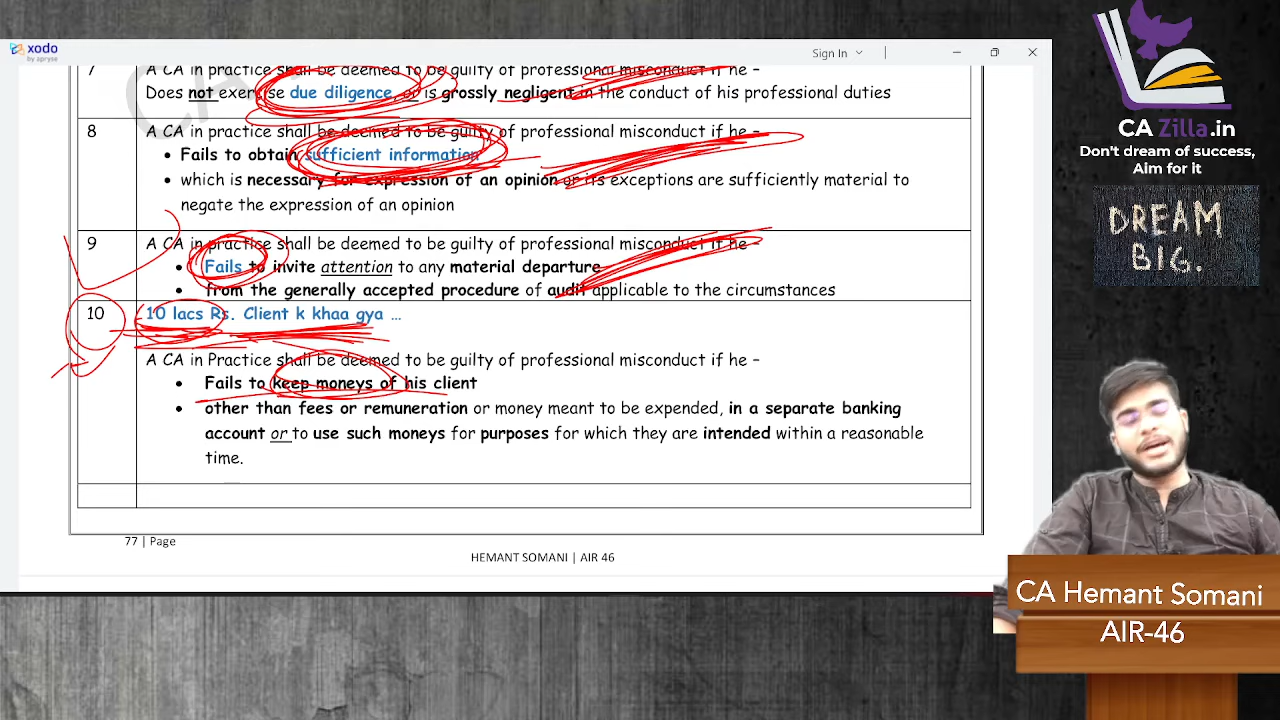 xodo
by apryse
Sign In
7
A CA in practice shall be deemed to be guilty of professional misconduct if he –
Does not exercise due diligence, or is grossly negligent in the conduct of his professional duties
8
A CA in practice shall be deemed to be guilty of professional misconduct if he –
• Fails to obtain sufficient information
• which is necessary for expression of an opinion or its exceptions are sufficiently material to
negate the expression of an opinion
9
A CA in practice shall be deemed to be guilty of professional misconduct if he –
• Fails to invite attention to any material departure
• from the generally accepted procedure of audit applicable to the circumstances
10
10 lacs Rs. Client k khaa gya ...
A CA in Practice shall be deemed to be guilty of professional misconduct if he –
• Fails to keep moneys of his client
• other than fees or remuneration or money meant to be expended, in a separate banking
account or to use such moneys for purposes for which they are intended within a reasonable
time.
77 | Page
HEMANT SOMANI | AIR 46
CA Zilla.in
Don't dream of success,
Aim for it
DREAM
BIG.
CA Hemant Somani
AIR-46